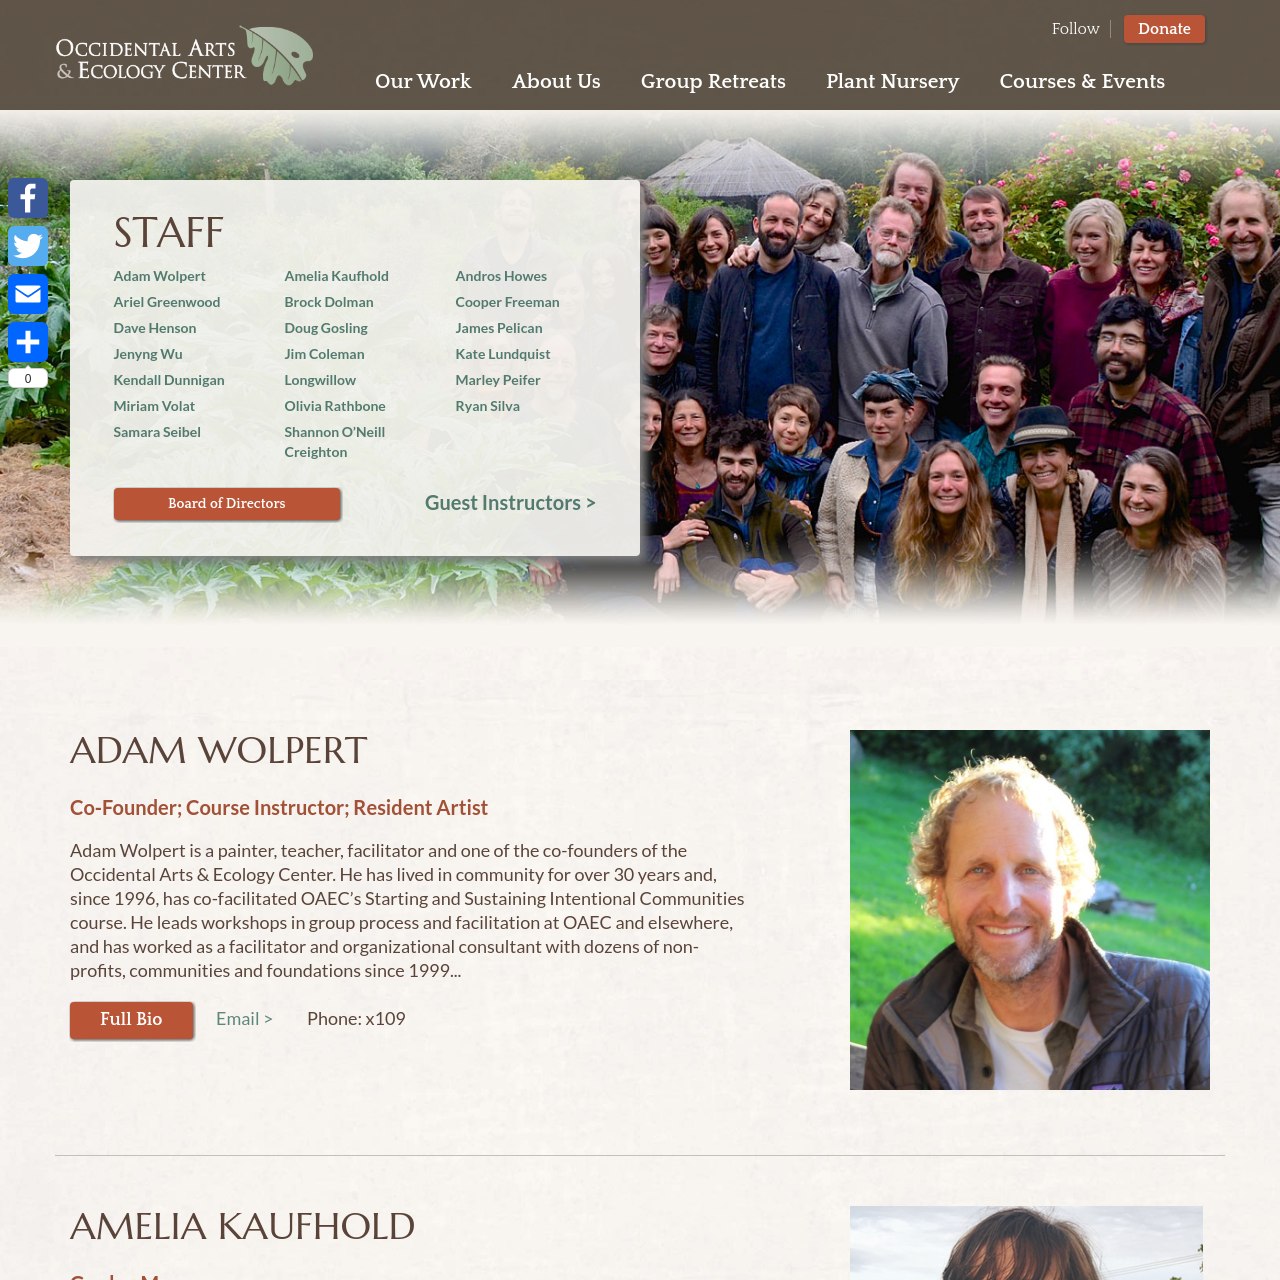 Occidental Arts
& Ecology Center
Follow
Donate
Our Work
About Us
Group Retreats
Plant Nursery
Courses & Events
STAFF
Adam Wolpert
Amelia Kaufhold
Andros Howes
Ariel Greenwood
Brock Dolman
Cooper Freeman
Dave Henson
Doug Gosling
James Pelican
Jenyng Wu
Jim Coleman
Kate Lundquist
Kendall Dunnigan
Longwillow
Marley Peifer
Miriam Volat
Olivia Rathbone
Ryan Silva
Samara Seibel
Shannon O’Neill
Creighton
Board of Directors
Guest Instructors >
0
ADAM WOLPERT
Co-Founder; Course Instructor; Resident Artist
Adam Wolpert is a painter, teacher, facilitator and one of the co-founders of the
Occidental Arts & Ecology Center. He has lived in community for over 30 years and,
since 1996, has co-facilitated OAEC’s Starting and Sustaining Intentional Communities
course. He leads workshops in group process and facilitation at OAEC and elsewhere,
and has worked as a facilitator and organizational consultant with dozens of non-
profits, communities and foundations since 1999...
Full Bio
Email >
Phone: x109
AMELIA KAUFHOLD